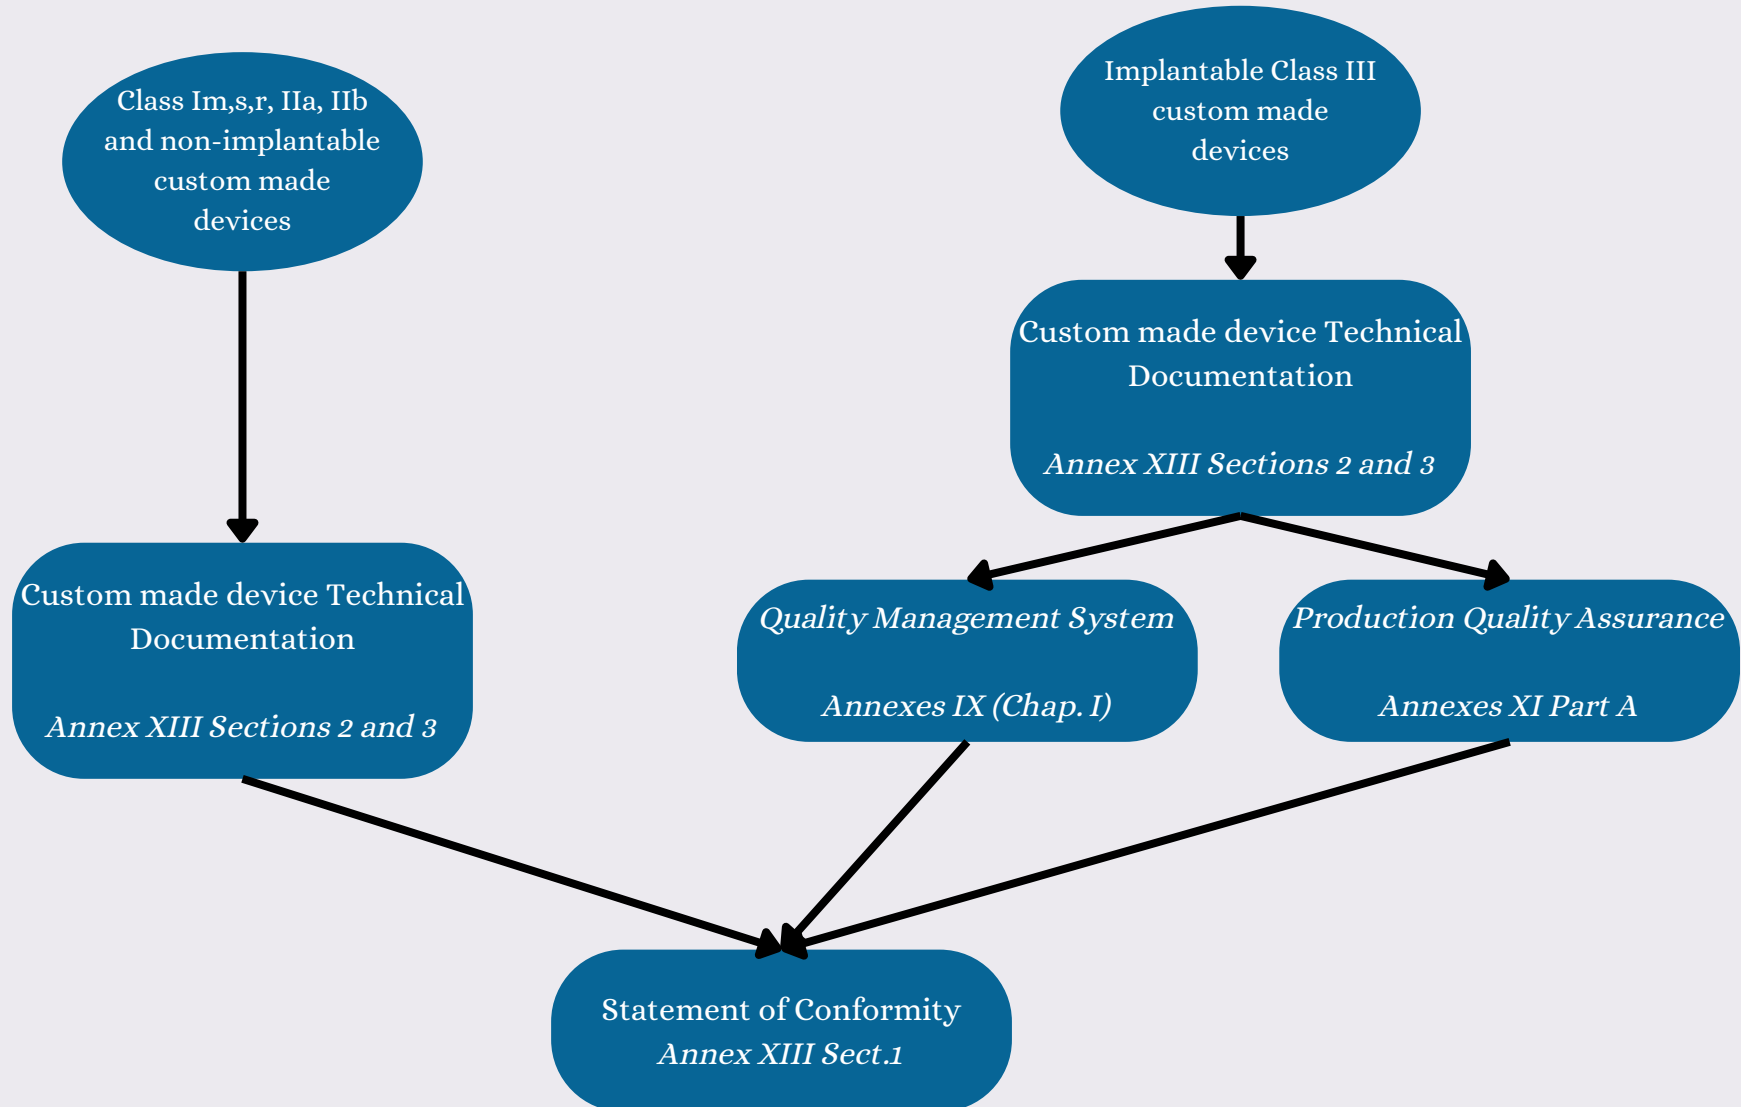 Class Im,s,r, IIa, IIb
and non-implantable
custom made
devices
Implantable Class III
custom made
devices
Custom made device Technical
Documentation
Annex XIII Sections 2 and 3
Custom made device Technical
Documentation
Annex XIII Sections 2 and 3
Quality Management System
Annexes IX (Chap. I)
Production Quality Assurance
Annexes XI Part A
Statement of Conformity
Annex XIII Sect.1